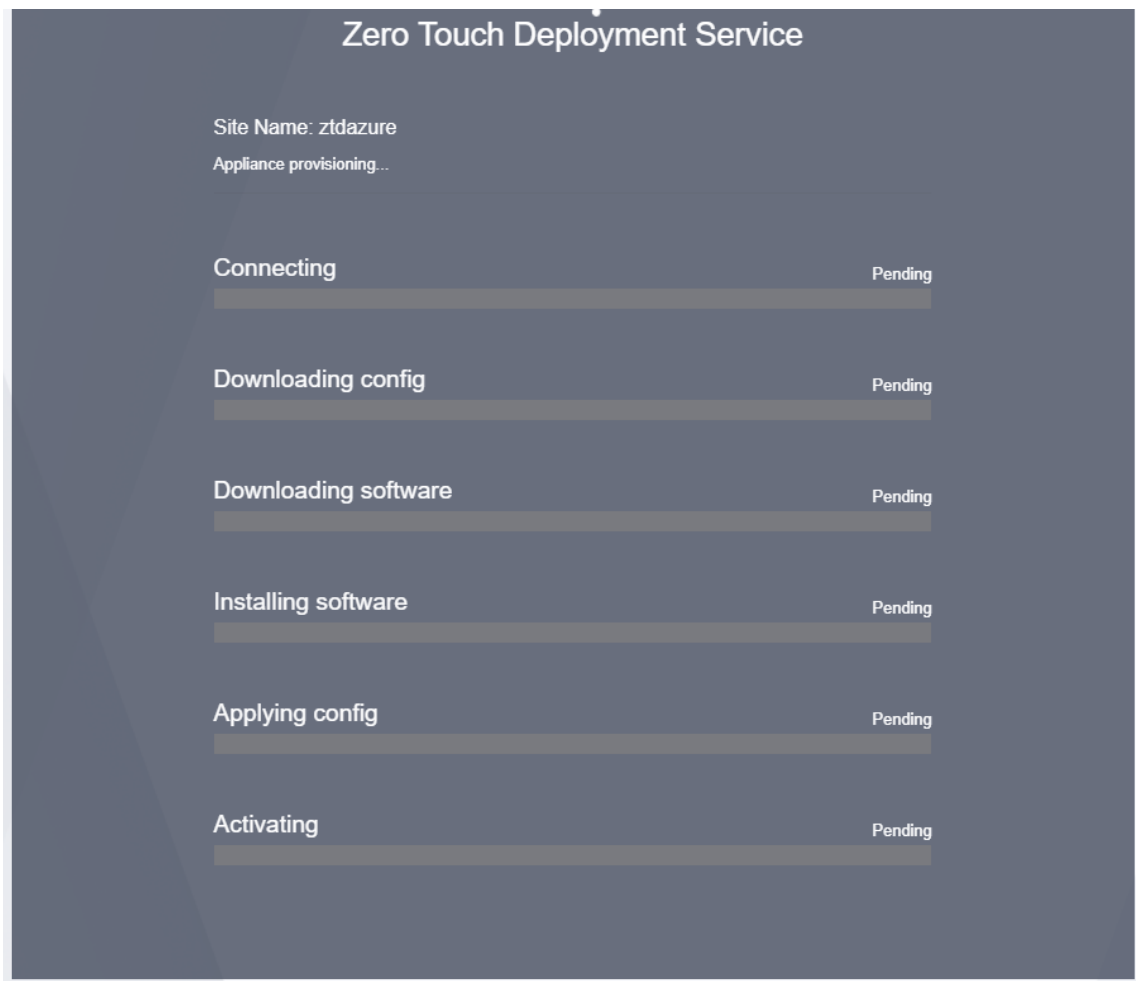 Zero Touch Deployment Service
Site Name: ztdazure
Appliance provisioning...
Connecting
Pending
Downloading config
Pending
Downloading software
Pending
Installing software
Pending
Applying config
Pending
Activating
Pending